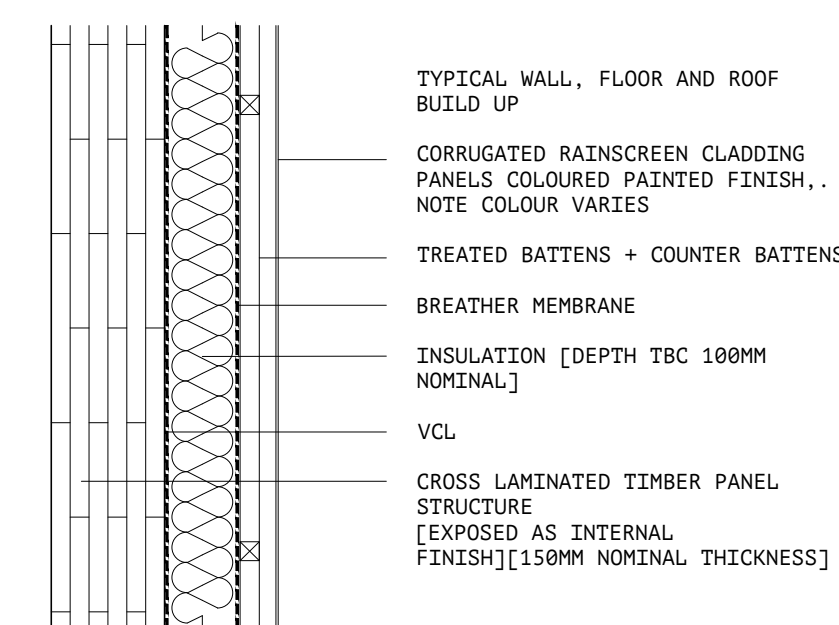 TYPICAL WALL, FLOOR AND ROOF
BUILD UP
CORRUGATED RAINSCREEN CLADDING
PANELS COLOURED PAINTED FINISH,.
NOTE COLOUR VARIES
TREATED BATTENS + COUNTER BATTENS
BREATHER MEMBRANE
INSULATION [DEPTH TBC 100MM
NOMINAL]
VCL
CROSS LAMINATED TIMBER PANEL
STRUCTURE
[EXPOSED AS INTERNAL
FINISH][150MM NOMINAL THICKNESS]